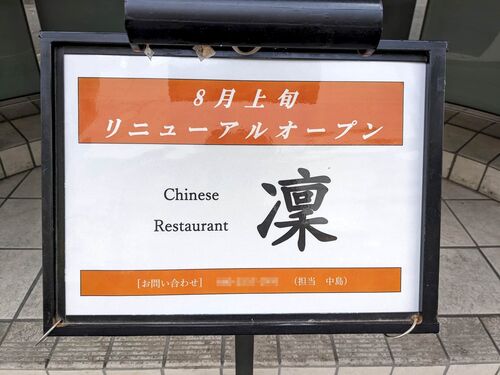 8月上旬
リニューアルオープン
Chinese
Restaurant
凜
[お問い合わせ] (担当 中島)